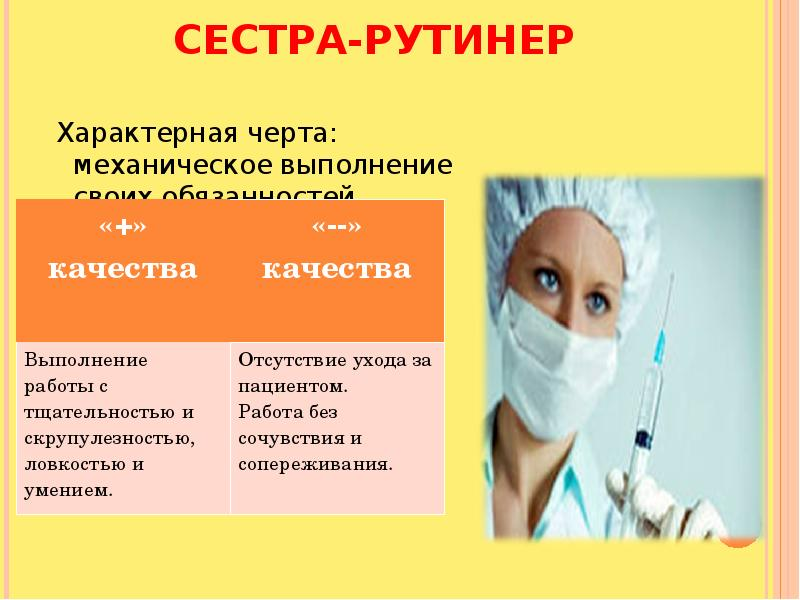 СЕСТРА-РУТИНЕР
Характерная черта:
механическое выполнение
своих обязанностей
«+»
качества
«--»
качества
Выполнение
работы с
тщательностью и
скрупулезностью,
ловкостью и
умением.
Отсутствие ухода за
пациентом.
Работа без
сочувствия и
сопереживания.